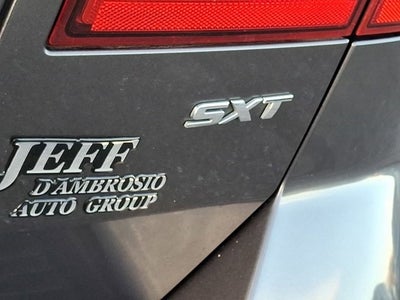 SXT
JEFF
D'AMBROSIO
AUTO GROUP